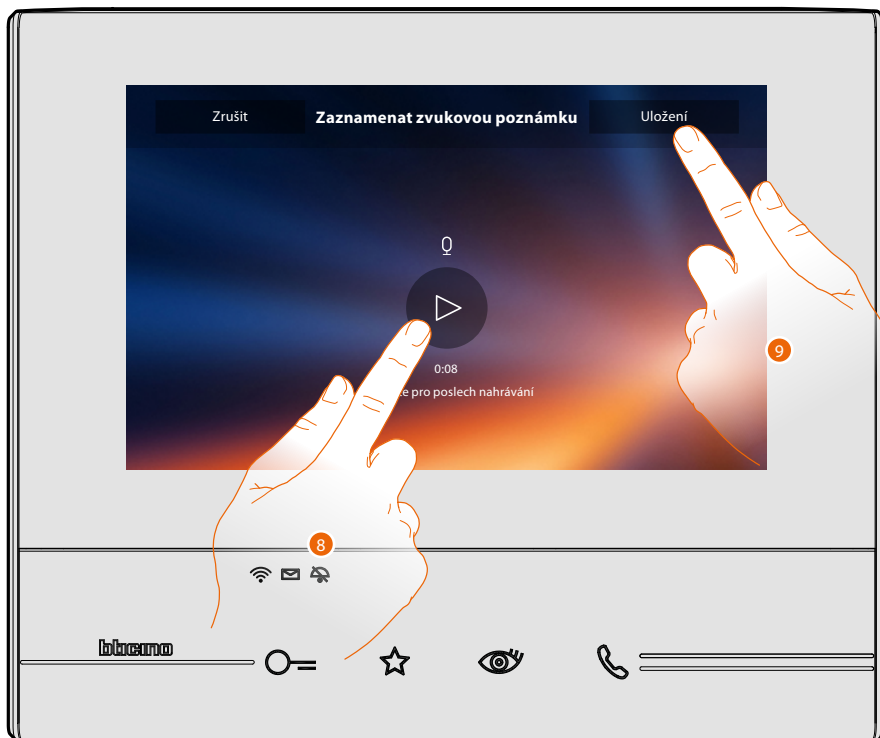 Zrušit
Zaznamenat zvukovou poznámku
Uložení
0:08
pro poslech nahrávání
9
8
bticino